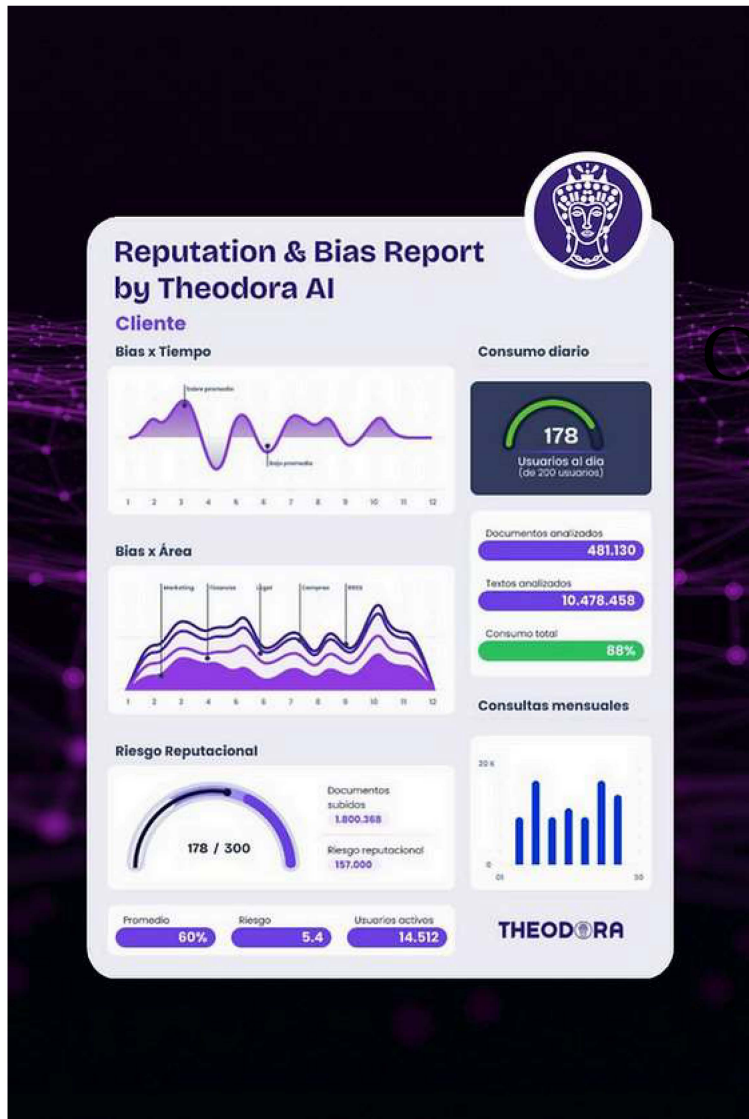 Reputation & Bias Report
by Theodora AI
Cliente
Bias x Tiempo
Sobre promedio
Bajo promedio
1 2 3 4 5 6 7 8 9 10 11 12
Bias x Área
Marketing Finanzas Legal Compras RRSS
1 2 3 4 5 6 7 8 9 10 11 12
Riesgo Reputacional
178 / 300
Documentos
subidos
1.800.368
Riesgo reputacional
157.000
Promedio
60%
Riesgo
5.4
Usuarios activos
14.512
Consumo diario
178
Usuarios al día
(de 200 usuarios)
Documentos analizados
481.130
Textos analizados
10.478.458
Consumo total
88%
Consultas mensuales
20 k
0
01 30
THEODORA
C